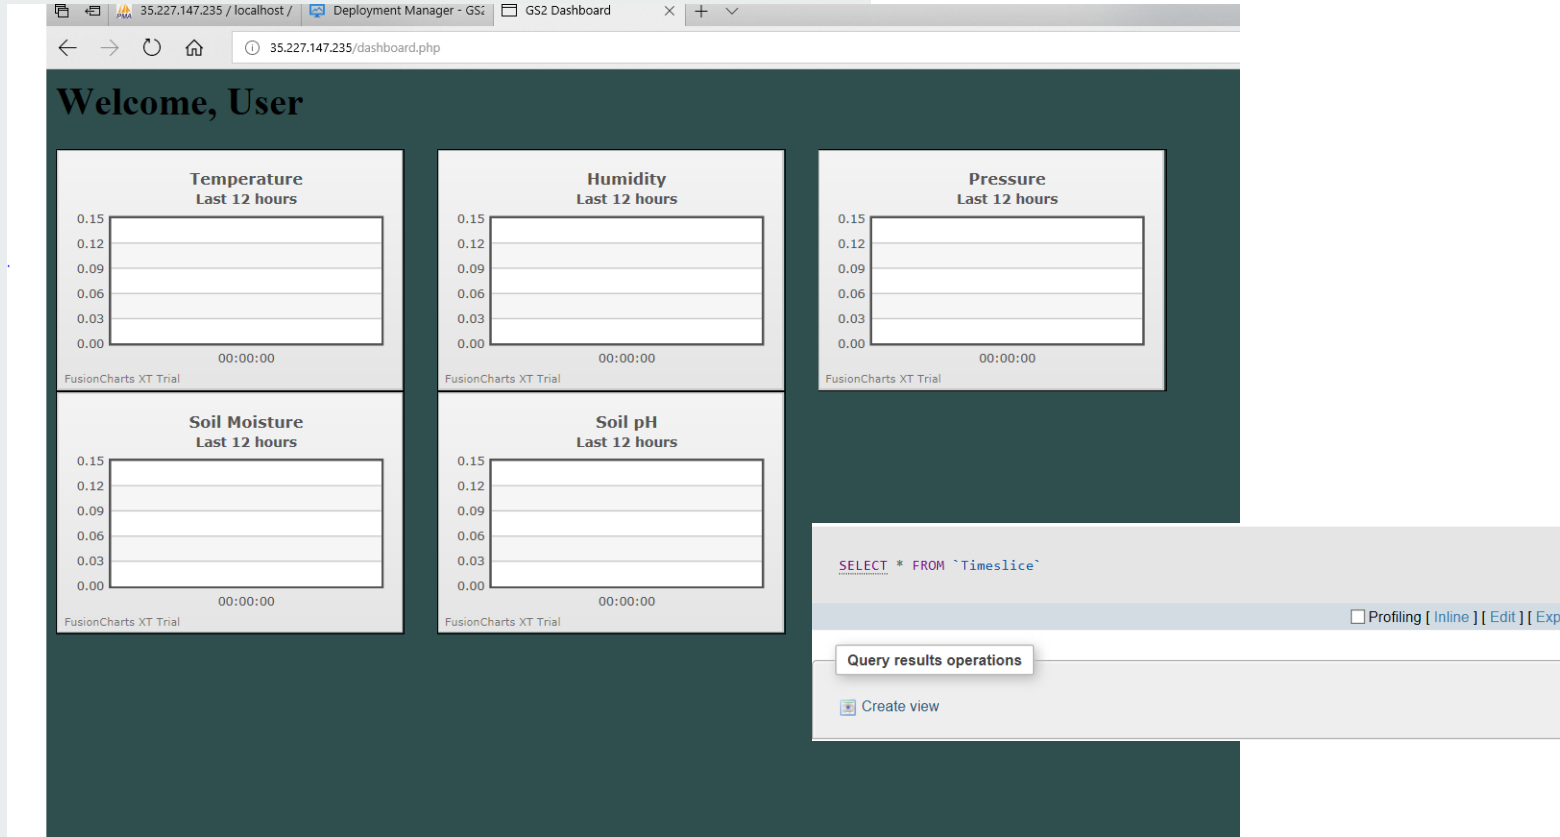 35.227.147.235 / localhost /
Deployment Manager - GS2
GS2 Dashboard
35.227.147.235/dashboard.php
Welcome, User
Temperature
Last 12 hours
0.15
0.12
0.09
0.06
0.03
0.00
00:00:00
FusionCharts XT Trial
Humidity
Last 12 hours
0.15
0.12
0.09
0.06
0.03
0.00
00:00:00
FusionCharts XT Trial
Pressure
Last 12 hours
0.15
0.12
0.09
0.06
0.03
0.00
00:00:00
FusionCharts XT Trial
Soil Moisture
Last 12 hours
0.15
0.12
0.09
0.06
0.03
0.00
00:00:00
FusionCharts XT Trial
Soil pH
Last 12 hours
0.15
0.12
0.09
0.06
0.03
0.00
00:00:00
FusionCharts XT Trial
SELECT * FROM `Timeslice`
Profiling [ Inline ] [ Edit ] [ Exp
Query results operations
Create view